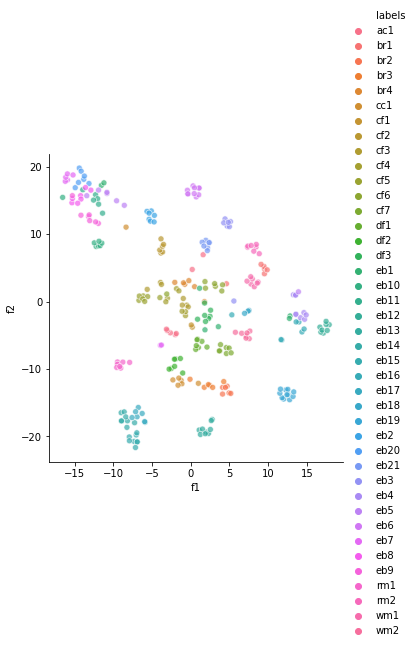 labels
ac1
br1
br2
br3
br4
cc1
cf1
cf2
cf3
cf4
cf5
cf6
cf7
df1
df2
df3
eb1
eb10
eb11
eb12
eb13
eb14
eb15
eb16
eb17
eb18
eb19
eb2
eb20
eb21
eb3
eb4
eb5
eb6
eb7
eb8
eb9
rm1
rm2
wm1
wm2
20
10
0
−10
−20
f2
−15 −10 −5 0 5 10 15
f1